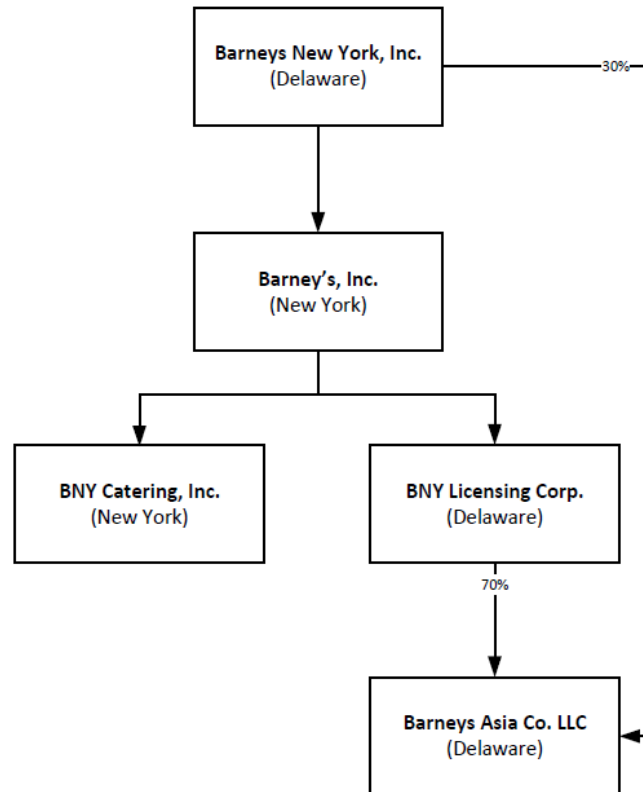 Barneys New York, Inc.
(Delaware)
30%
Barney’s, Inc.
(New York)
BNY Catering, Inc.
(New York)
BNY Licensing Corp.
(Delaware)
70%
Barneys Asia Co. LLC
(Delaware)